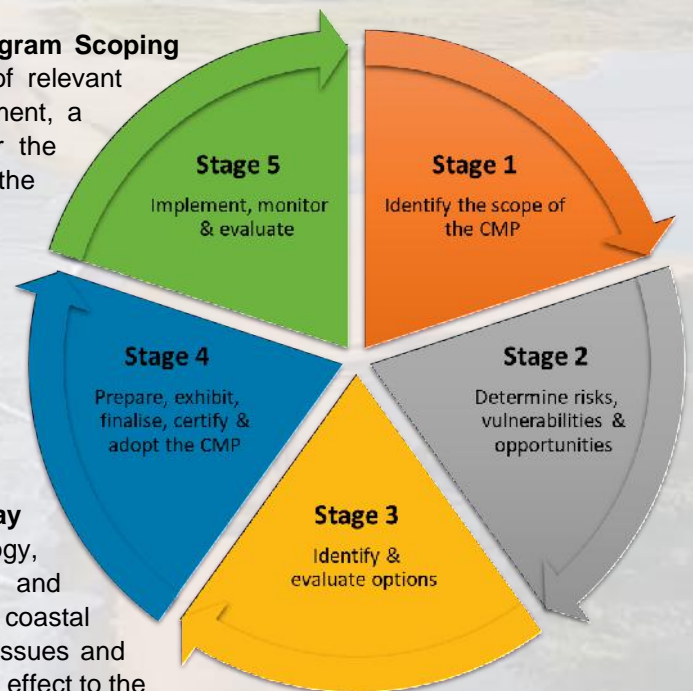 gram Scoping
of relevant
ment, a
r the
the
ay
ogy,
and
coastal
ssues and
effect to the
Stage 1
Identify the scope of
the CMP
Stage 2
Determine risks,
vulnerabilities &
opportunities
Stage 3
Identify &
evaluate options
Stage 4
Prepare, exhibit,
finalise, certify &
adopt the CMP
Stage 5
Implement, monitor
& evaluate